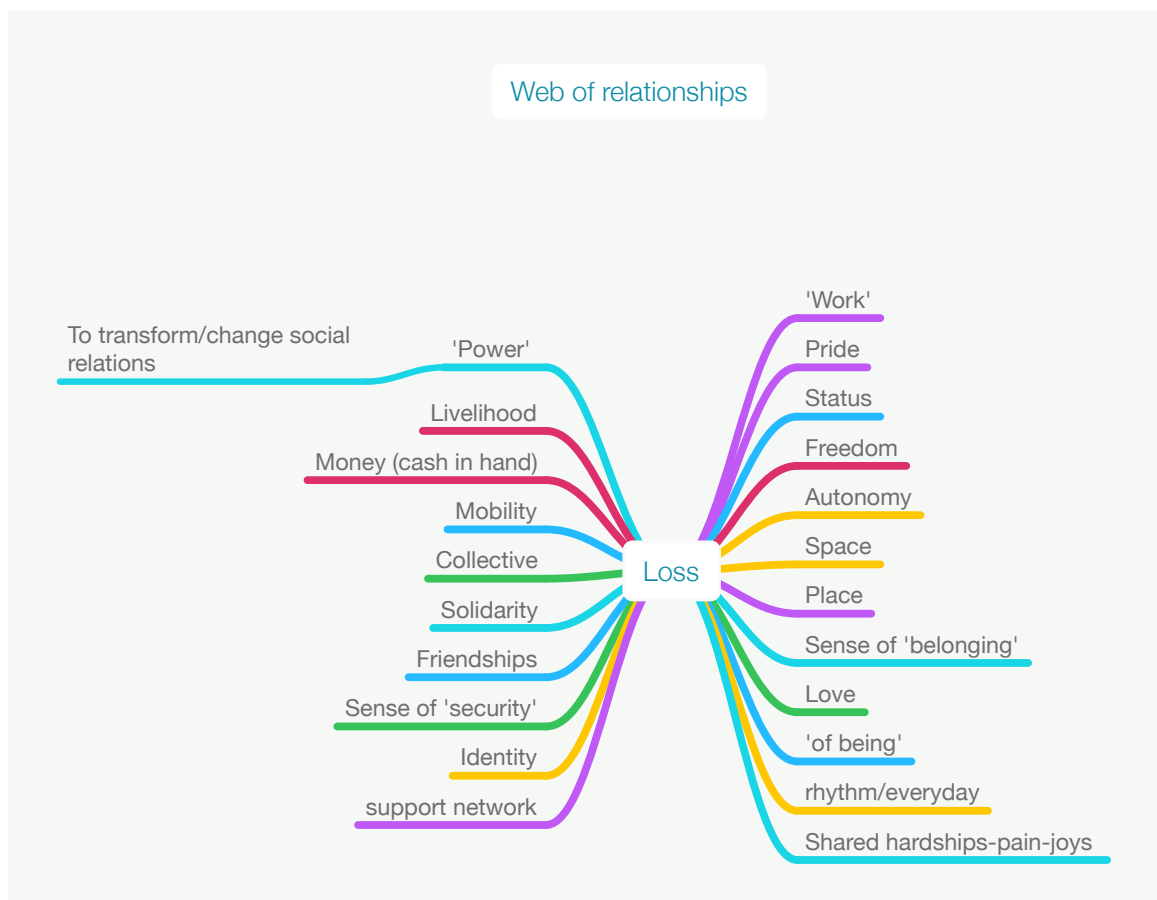 Web of relationships
To transform/change social
relations
'Power'
Livelihood
Money (cash in hand)
Mobility
Collective
Solidarity
Friendships
Sense of 'security'
Identity
support network
Loss
'Work'
Pride
Status
Freedom
Autonomy
Space
Place
Sense of 'belonging'
Love
'of being'
rhythm/everyday
Shared hardships-pain-joys